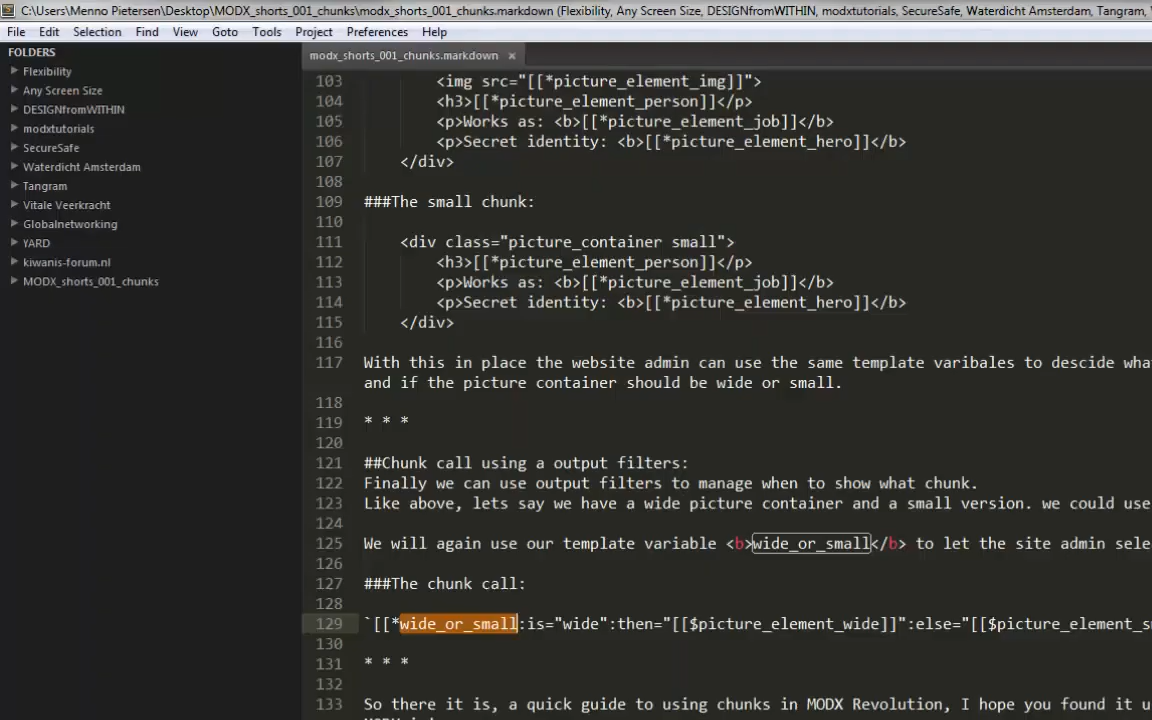 C:\Users\Menno Pietersen\Desktop\MODX_shorts_001_chunks\modx_shorts_001_chunks.markdown (Flexibility, Any Screen Size, DESIGNfromWITHIN, modxtutorials, SecureSafe, Waterdicht Amsterdam, Tangram,
File Edit Selection Find View Goto Tools Project Preferences Help
FOLDERS
Flexibility
Any Screen Size
DESIGNfromWITHIN
modxtutorials
SecureSafe
Waterdicht Amsterdam
Tangram
Vitale Veerkracht
Globalnetworking
YARD
kiwanis-forum.nl
MODX_shorts_001_chunks
modx_shorts_001_chunks.markdown ×
103 <img src="[[*picture_element_img]]">
104 <h3>[[*picture_element_person]]</p>
105 <p>Works as: <b>[[*picture_element_job]]</b>
106 <p>Secret identity: <b>[[*picture_element_hero]]</b>
107 </div>
108
109 ###The small chunk:
110
111 <div class="picture_container small">
112 <h3>[[*picture_element_person]]</p>
113 <p>Works as: <b>[[*picture_element_job]]</b>
114 <p>Secret identity: <b>[[*picture_element_hero]]</b>
115 </div>
116
117 With this in place the website admin can use the same template varibales to descide wha
and if the picture container should be wide or small.
118
119 * * *
120
121 ##Chunk call using a output filters:
122 Finally we can use output filters to manage when to show what chunk.
123 Like above, lets say we have a wide picture container and a small version. we could use
124
125 We will again use our template variable <b>wide_or_small</b> to let the site admin sele
126
127 ###The chunk call:
128
129 `[[*wide_or_small:is="wide":then="[[$picture_element_wide]]":else="[[$picture_element_s
130
131 * * *
132
133 So there it is, a quick guide to using chunks in MODX Revolution, I hope you found it u